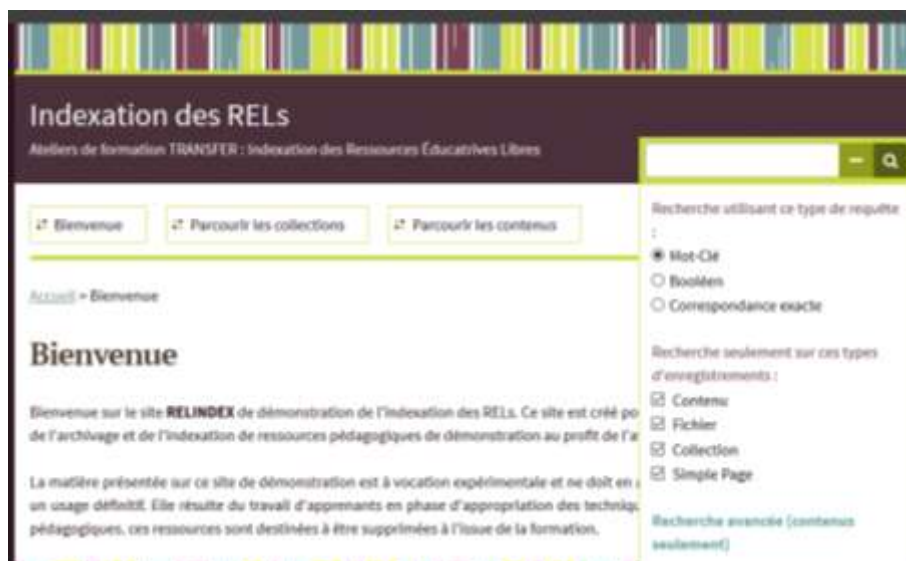 Indexation des RELs
Ateliers de formation TRANSFER : Indexation des Ressources Éducatrives Libres
Bienvenue
Parcourir les collections
Parcourir les contenus
Accueil > Bienvenue
Bienvenue
Bienvenue sur le site RELINDEX de démonstration de l'indexation des RELs. Ce site est créé po
de l'archivage et de l'indexation de ressources pédagogiques de démonstration au profit de l'a
La matière présentée sur ce site de démonstration est à vocation expérimentale et ne doit en
un usage définitif. Elle résulte du travail d'apprenants en phase d'appropriation des techniqu
pédagogiques, ces ressources sont destinées à être supprimées à l'issue de la formation.
Recherche utilisant ce type de requête
:
Mot-Clé
Booléen
Correspondance exacte
Recherche seulement sur ces types
d'enregistrements :
Contenu
Fichier
Collection
Simple Page
Recherche avancée (contenus
seulement)